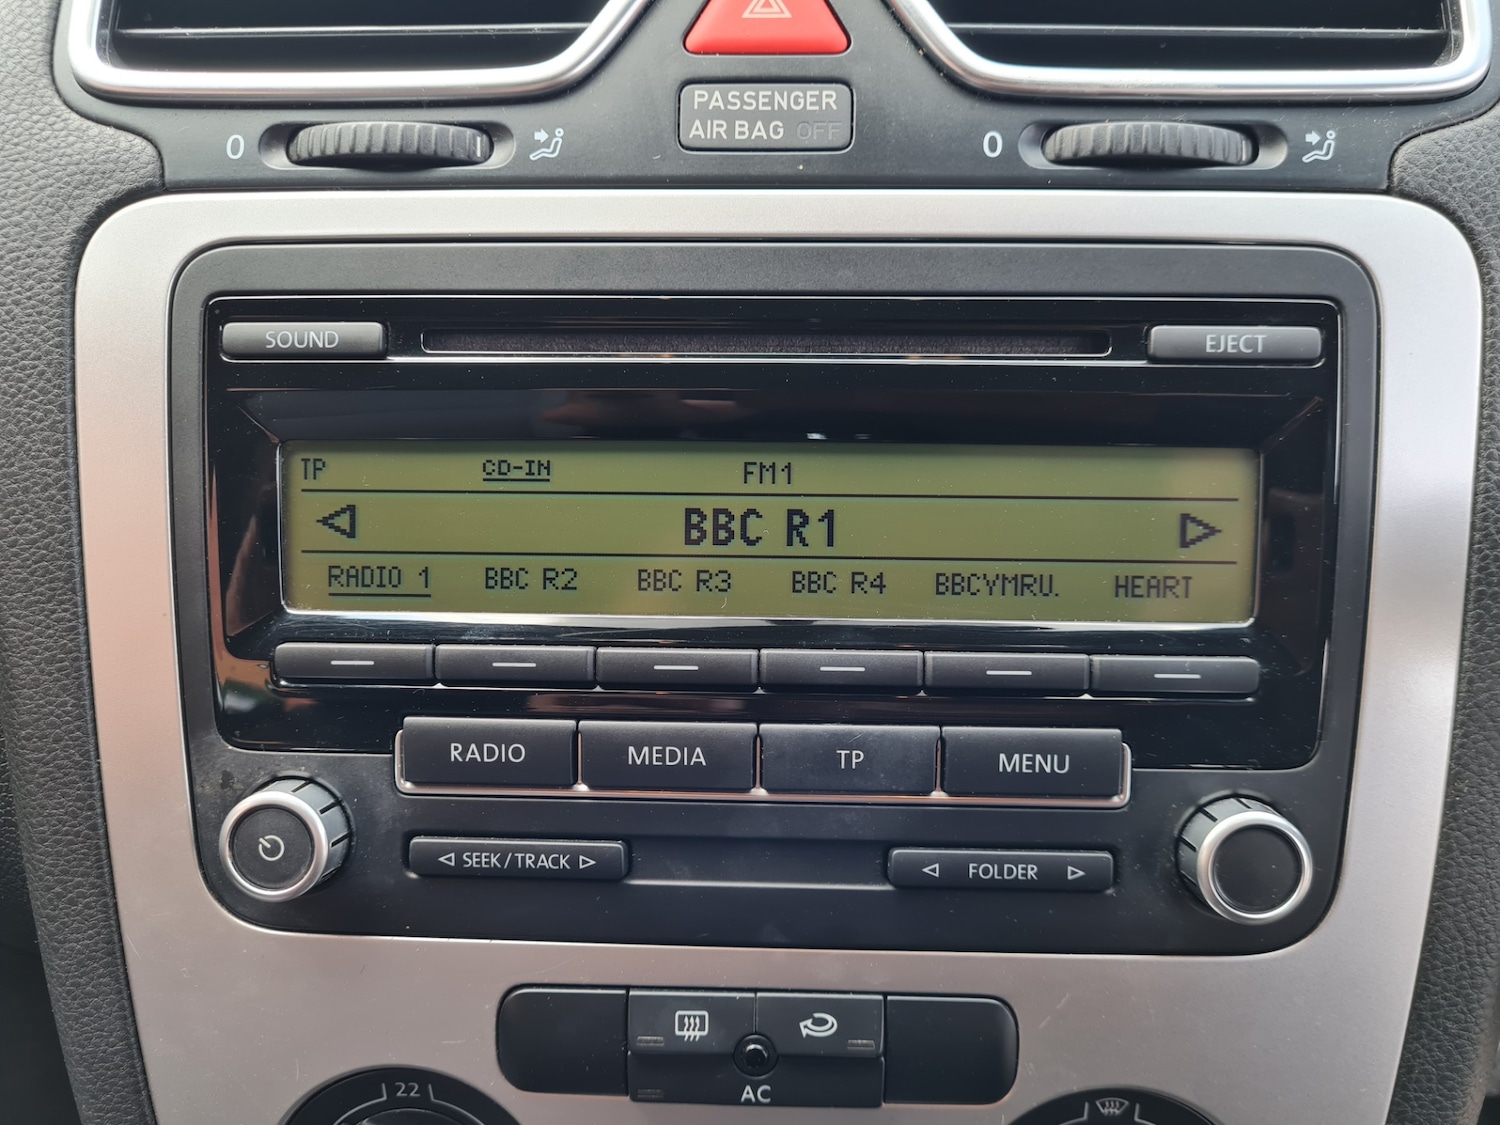 PASSENGER
AIR BAG OFF
0
0
SOUND
EJECT
TP CD-IN FM1
BBC R1
RADIO 1 BBC R2 BBC R3 BBC R4 BBCYMRU. HEART
RADIO MEDIA TP MENU
SEEK/TRACK
FOLDER
AC
22